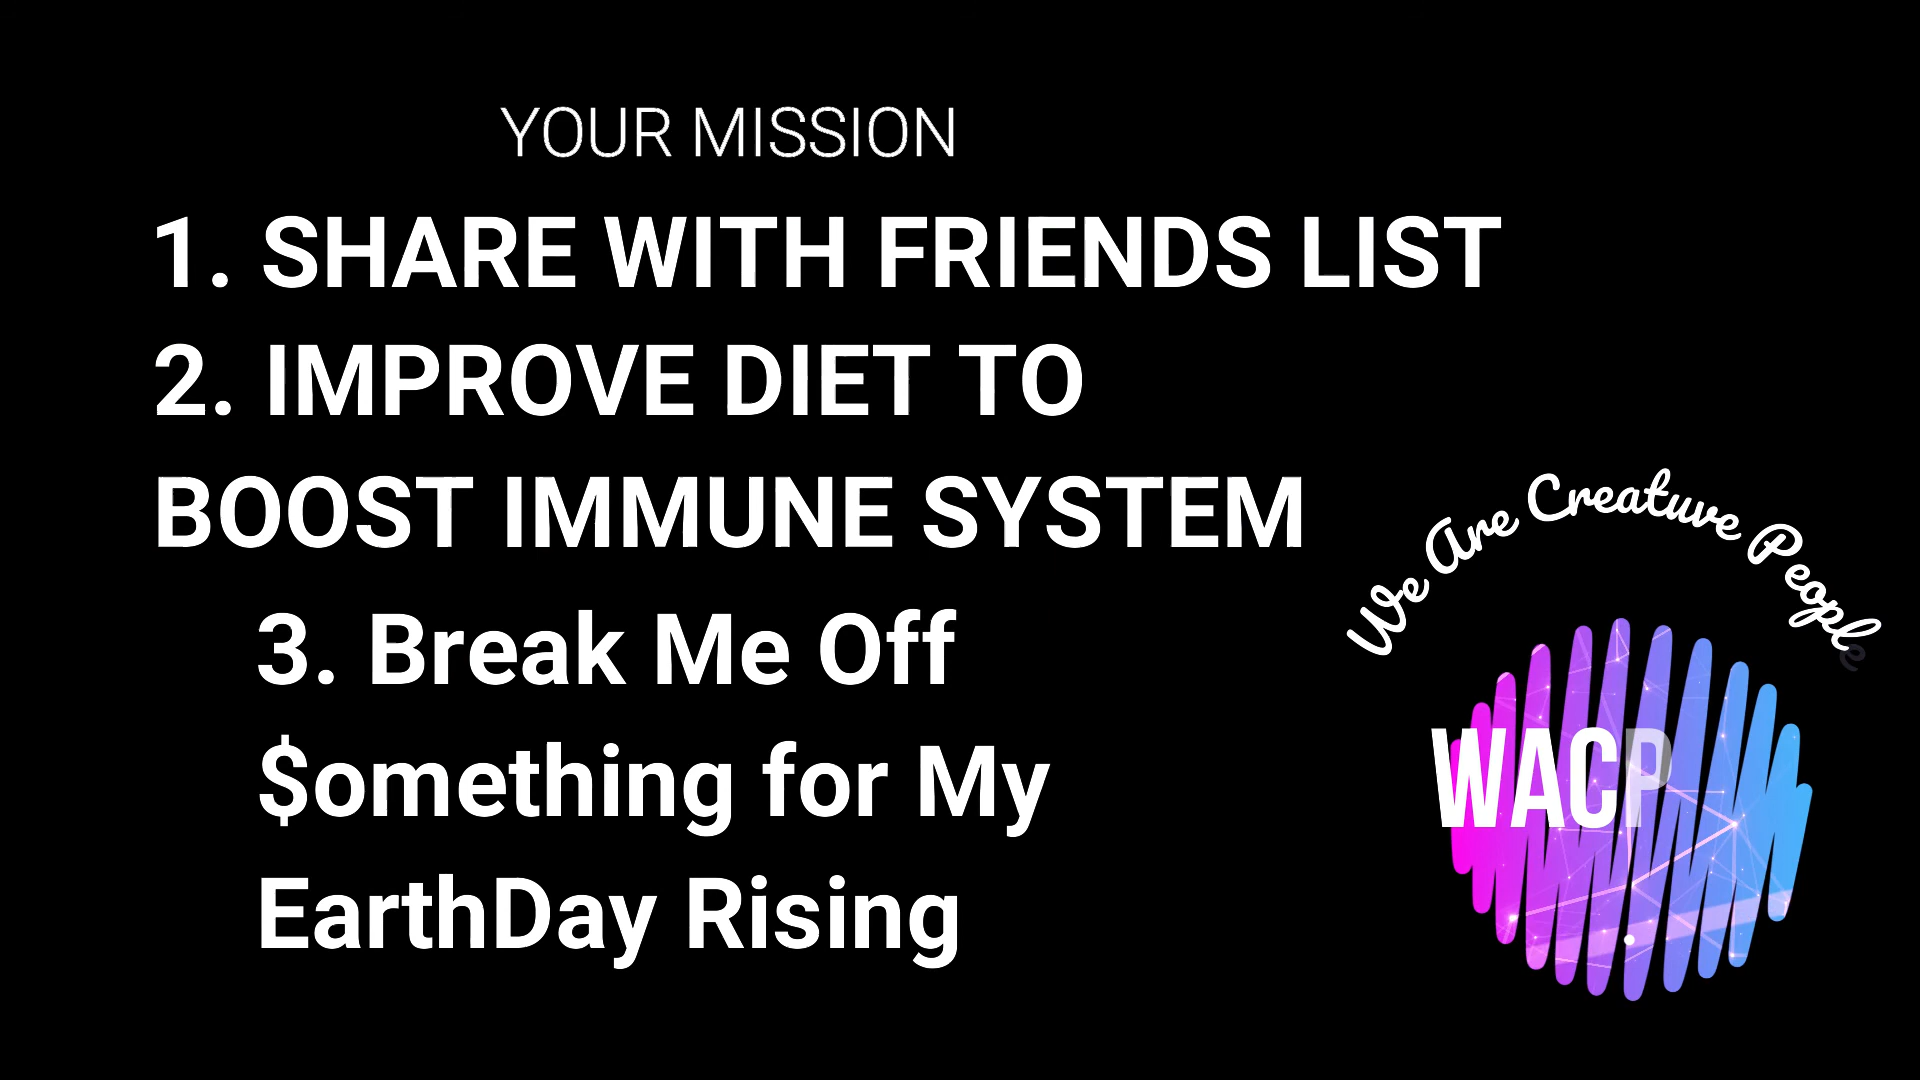 YOUR MISSION
1. SHARE WITH FRIENDS LIST
2. IMPROVE DIET TO
BOOST IMMUNE SYSTEM
3. Break Me Off
$omething for My
EarthDay Rising
We Are Creatuve People
WACP